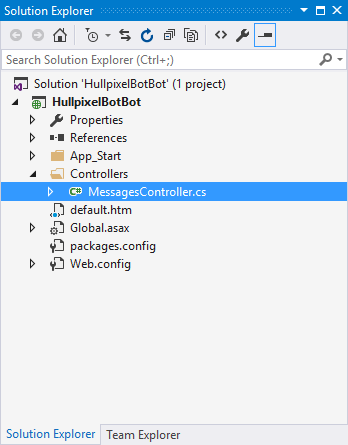 Solution Explorer
Search Solution Explorer (Ctrl+;)
Solution 'HullpixelBotBot' (1 project)
HullpixelBotBot
Properties
References
App_Start
Controllers
MessagesController.cs
default.htm
Global.asax
packages.config
Web.config
Solution Explorer Team Explorer